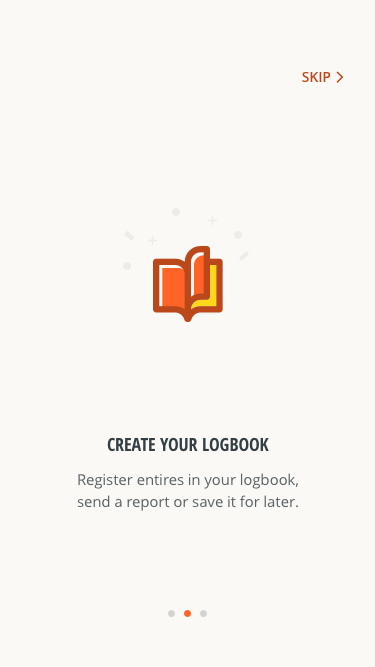 SKIP
CREATE YOUR LOGBOOK
Register entires in your logbook,
send a report or save it for later.